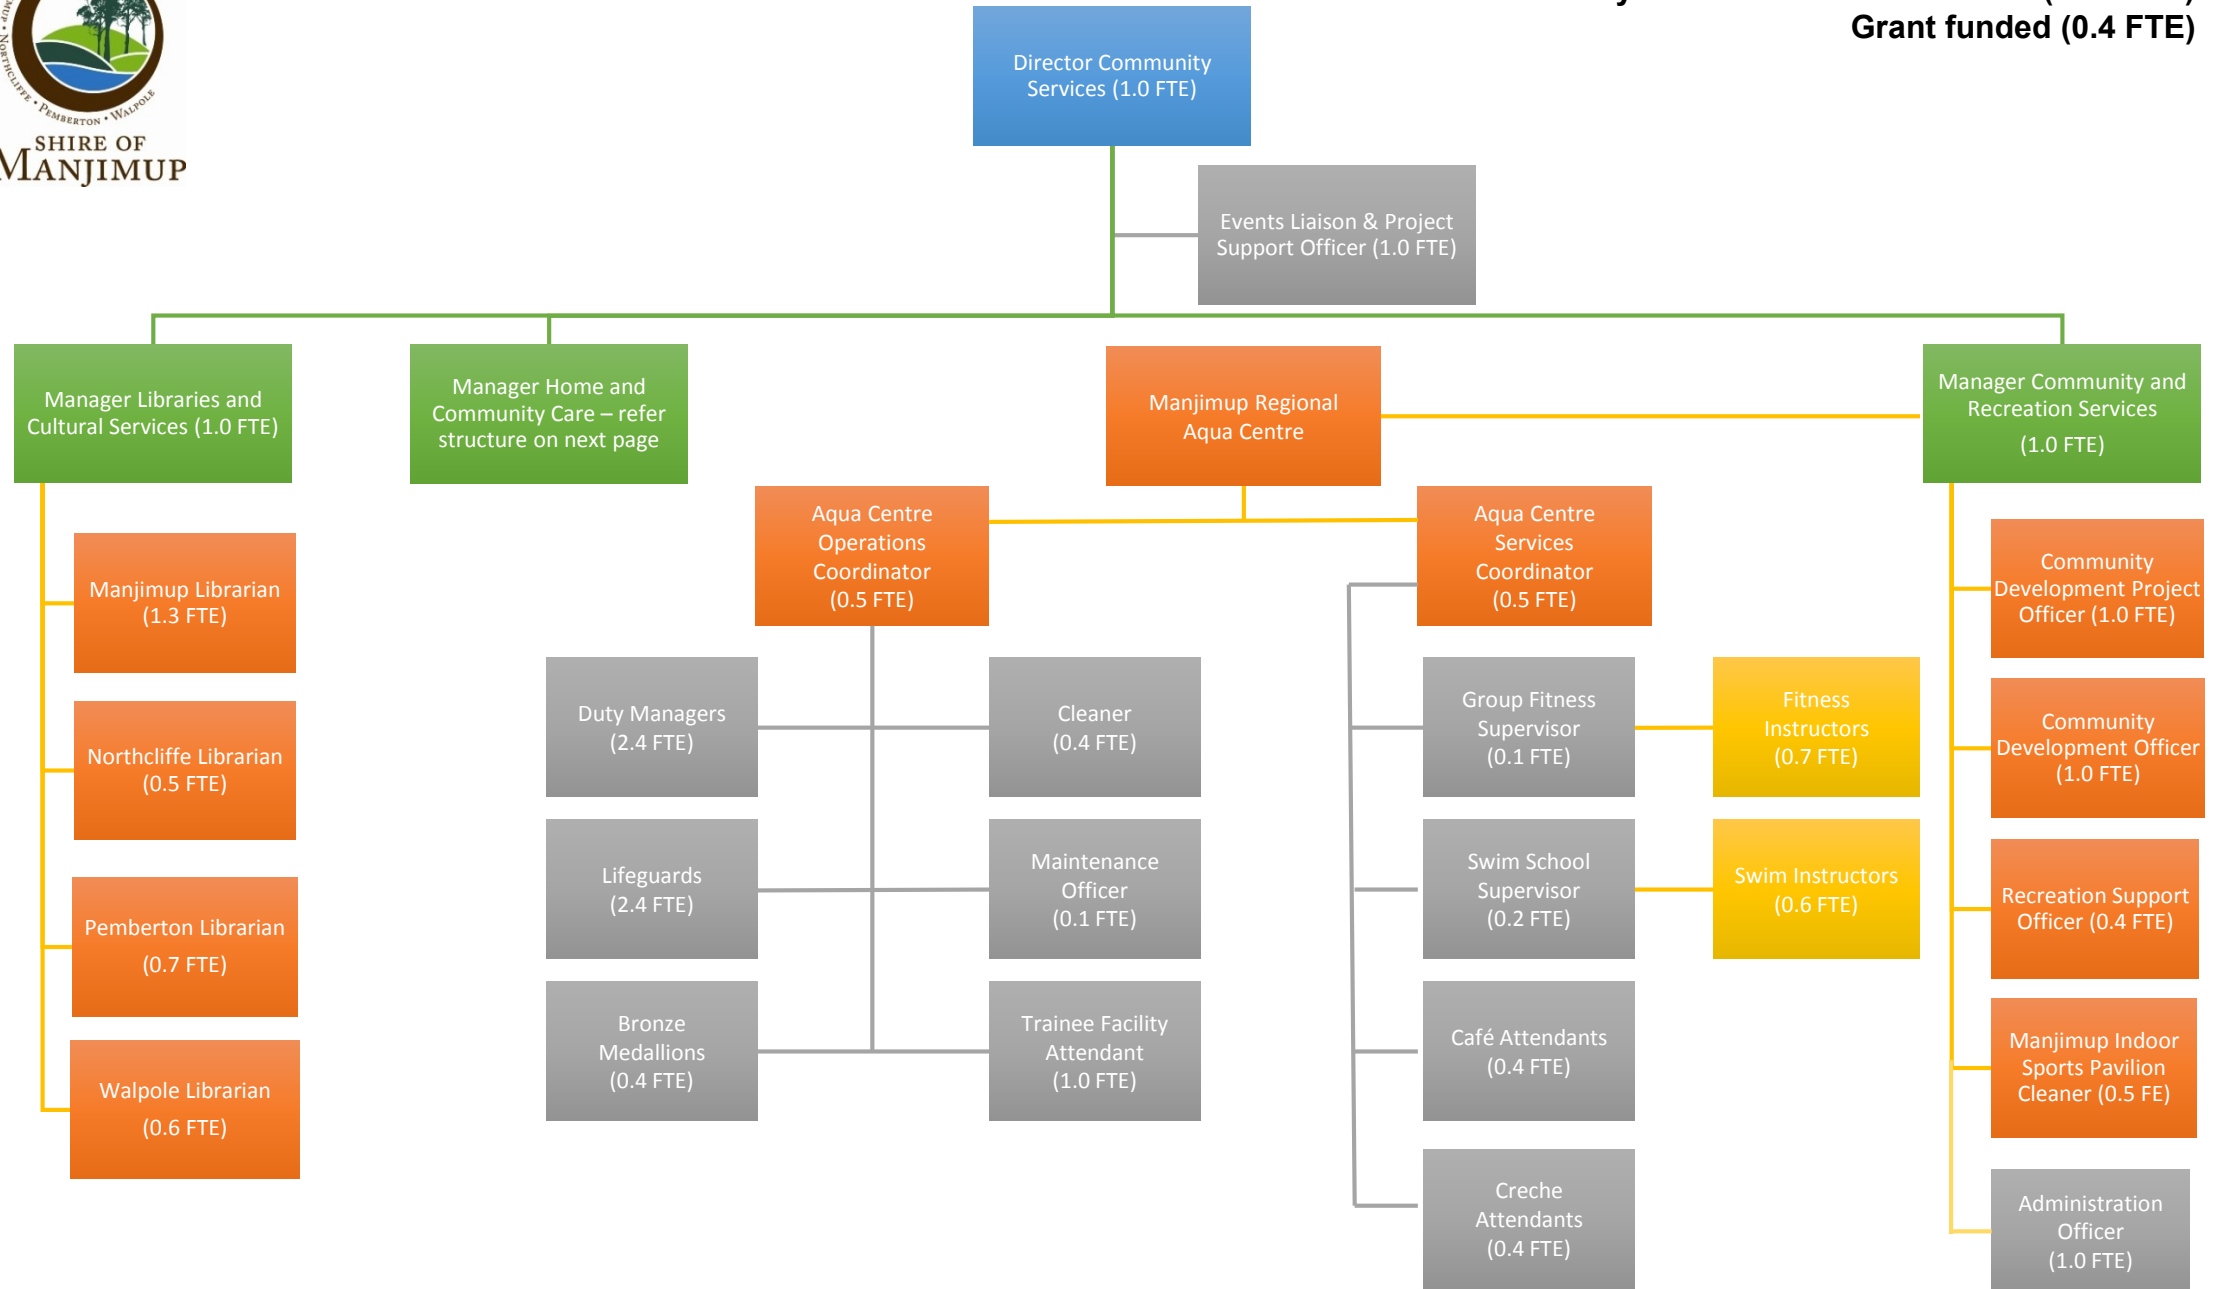 Grant funded (0.4 FTE)
NORTHCLIFFE • PEMBERTON • WALPOLE
SHIRE OF
MANJIMUP
Director Community
Services (1.0 FTE)
Events Liaison & Project
Support Officer (1.0 FTE)
Manager Libraries and
Cultural Services (1.0 FTE)
Manager Home and
Community Care – refer
structure on next page
Manjimup Regional
Aqua Centre
Manager Community and
Recreation Services
(1.0 FTE)
Manjimup Librarian
(1.3 FTE)
Northcliffe Librarian
(0.5 FTE)
Pemberton Librarian
(0.7 FTE)
Walpole Librarian
(0.6 FTE)
Aqua Centre
Operations
Coordinator
(0.5 FTE)
Duty Managers
(2.4 FTE)
Cleaner
(0.4 FTE)
Lifeguards
(2.4 FTE)
Maintenance
Officer
(0.1 FTE)
Bronze
Medallions
(0.4 FTE)
Trainee Facility
Attendant
(1.0 FTE)
Aqua Centre
Services
Coordinator
(0.5 FTE)
Group Fitness
Supervisor
(0.1 FTE)
Fitness
Instructors
(0.7 FTE)
Swim School
Supervisor
(0.2 FTE)
Swim Instructors
(0.6 FTE)
Café Attendants
(0.4 FTE)
Creche
Attendants
(0.4 FTE)
Community
Development Project
Officer (1.0 FTE)
Community
Development Officer
(1.0 FTE)
Recreation Support
Officer (0.4 FTE)
Manjimup Indoor
Sports Pavilion
Cleaner (0.5 FE)
Administration
Officer
(1.0 FTE)